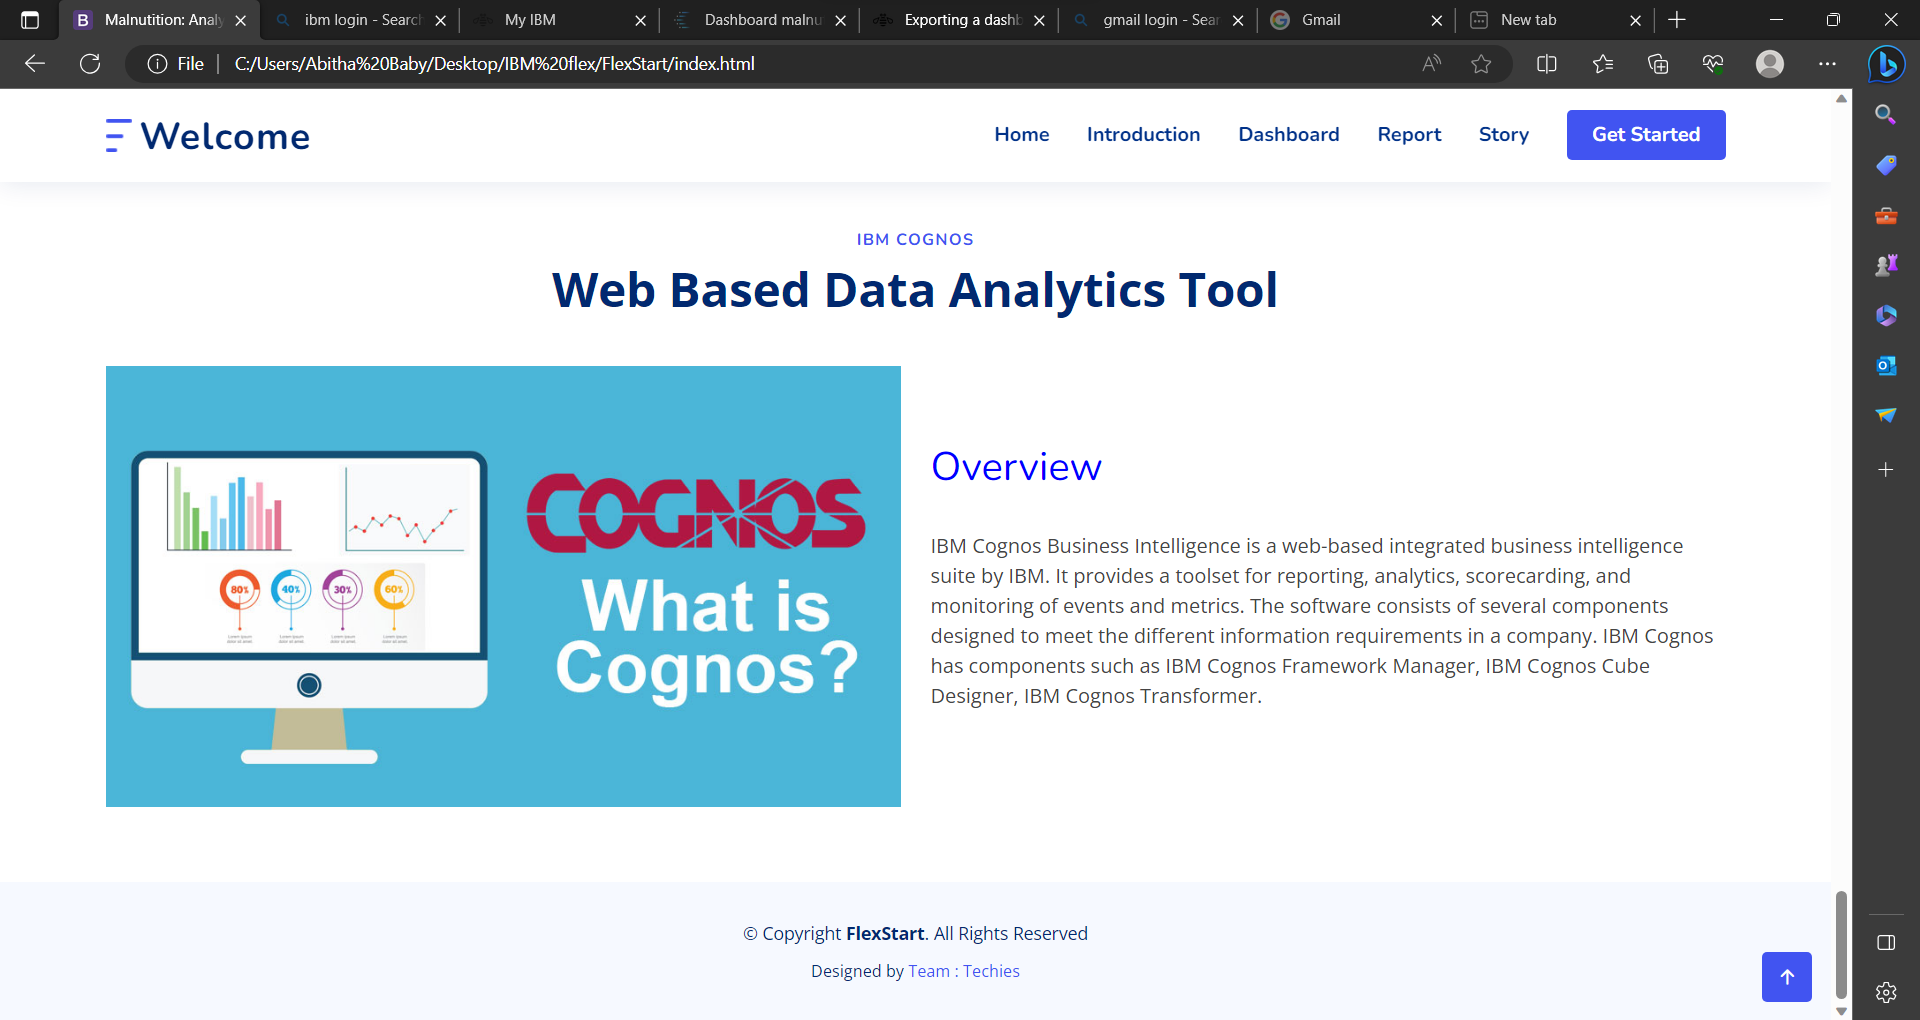 Malnutition: Analy
ibm login - Search
My IBM
Dashboard malnu
Exporting a dashb
gmail login - Sear
Gmail
New tab
File
C:/Users/Abitha%20Baby/Desktop/IBM%20flex/FlexStart/index.html
Welcome
Home
Introduction
Dashboard
Report
Story
Get Started
IBM COGNOS
Web Based Data Analytics Tool
80%
40%
30%
60%
COGNOS
What is
Cognos?
Overview
IBM Cognos Business Intelligence is a web-based integrated business intelligence
suite by IBM. It provides a toolset for reporting, analytics, scorecarding, and
monitoring of events and metrics. The software consists of several components
designed to meet the different information requirements in a company. IBM Cognos
has components such as IBM Cognos Framework Manager, IBM Cognos Cube
Designer, IBM Cognos Transformer.
© Copyright FlexStart. All Rights Reserved
Designed by Team : Techies